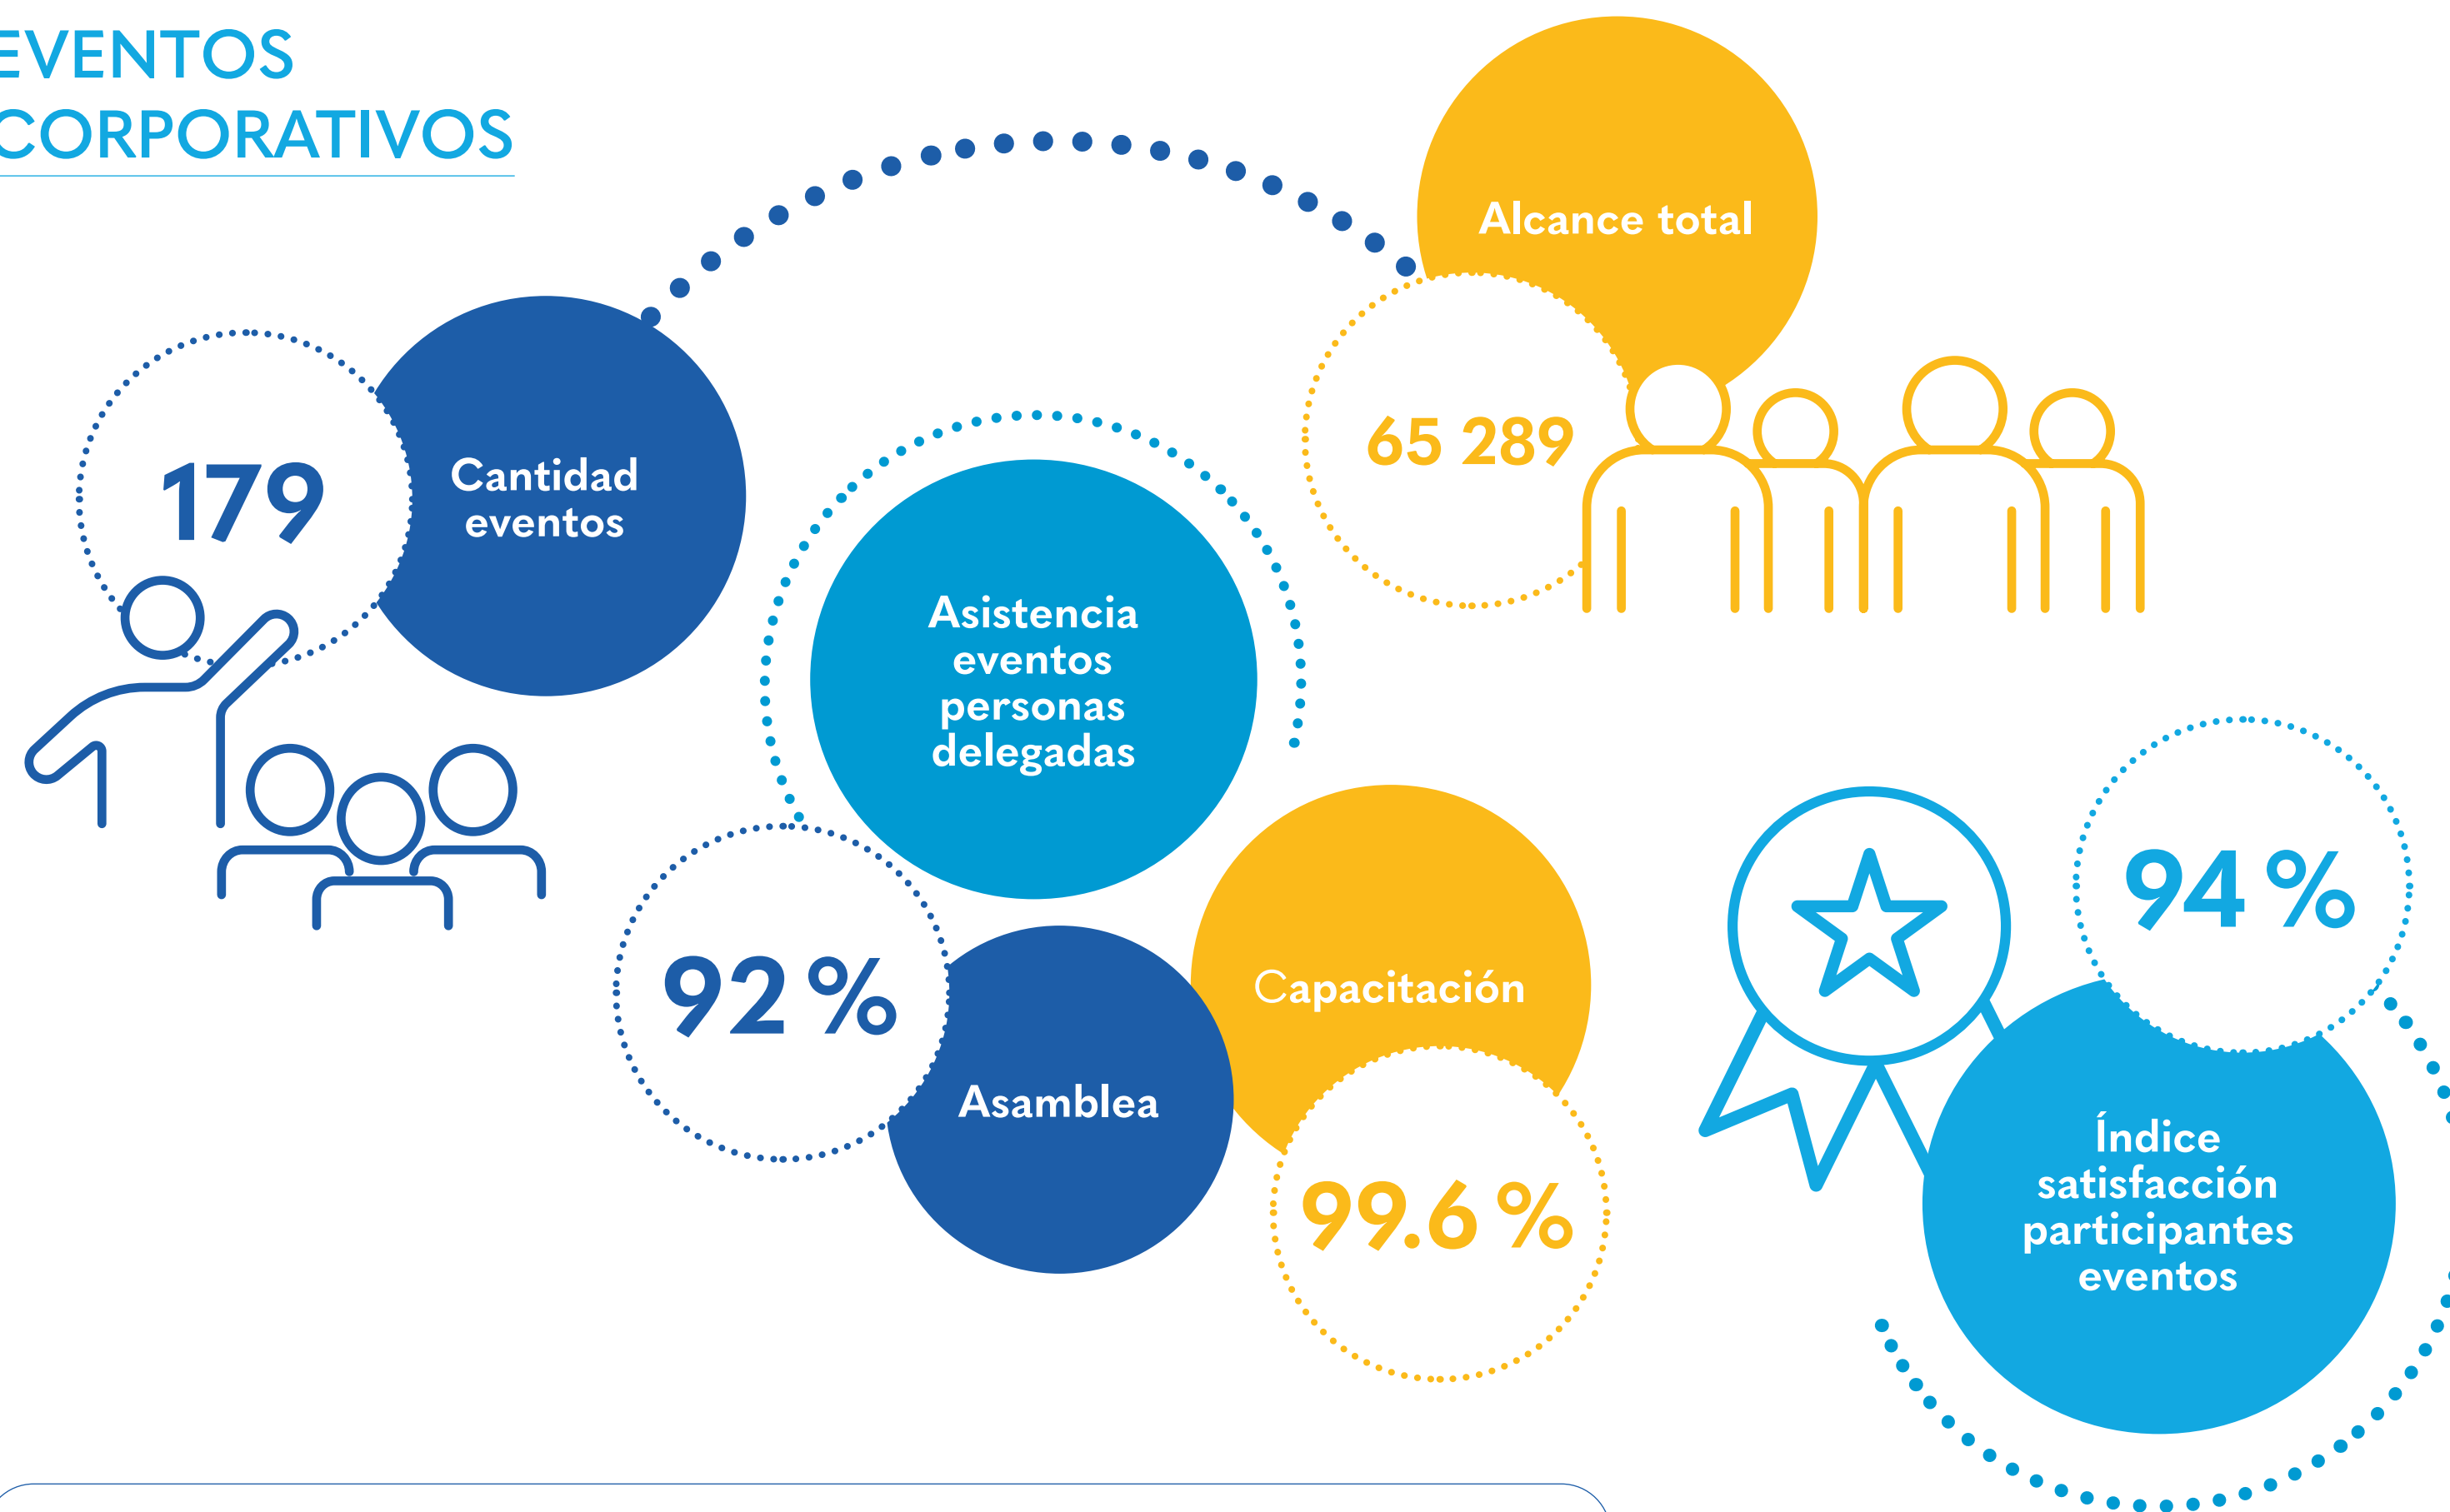 EVENTOS
CORPORATIVOS
179
Cantidad
eventos
Alcance total
65 289
Asistencia
eventos
personas
delegadas
92 %
Asamblea
Capacitación
99.6 %
94 %
Índice
satisfacción
participantes
eventos